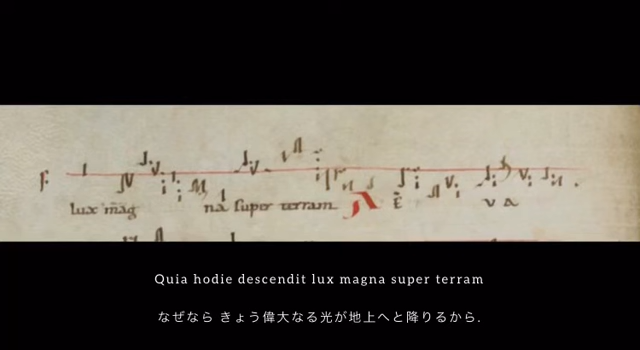 lux mag na super terram A E V A
Quia hodie descendit lux magna super terram
なぜなら きょう偉大なる光が地上へと降りるから.